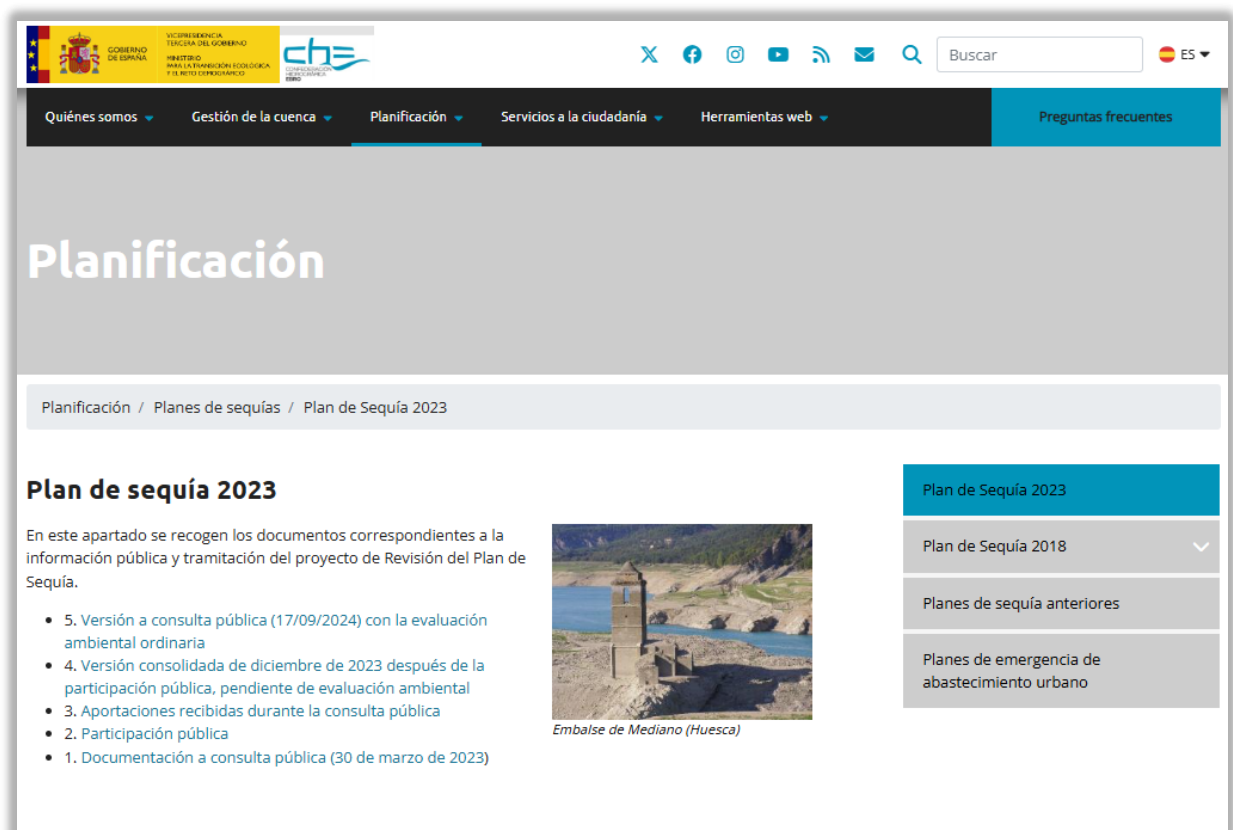 GOBIERNO
DE ESPAÑA
VICEPRESIDENCIA
TERCERA DEL GOBIERNO
MINISTERIO
PARA LA TRANSICIÓN ECOLÓGICA
Y EL RETO DEMOGRÁFICO
che
CONFEDERACIÓN
HIDROGRÁFICA
EBRO
Buscar
ES
Quiénes somos
Gestión de la cuenca
Planificación
Servicios a la ciudadanía
Herramientas web
Preguntas frecuentes
Planificación
Planificación / Planes de sequías / Plan de Sequía 2023
Plan de sequía 2023
En este apartado se recogen los documentos correspondientes a la
información pública y tramitación del proyecto de Revisión del Plan de
Sequía.
• 5. Versión a consulta pública (17/09/2024) con la evaluación
ambiental ordinaria
• 4. Versión consolidada de diciembre de 2023 después de la
participación pública, pendiente de evaluación ambiental
• 3. Aportaciones recibidas durante la consulta pública
• 2. Participación pública
• 1. Documentación a consulta pública (30 de marzo de 2023)
Embalse de Mediano (Huesca)
Plan de Sequía 2023
Plan de Sequía 2018
Planes de sequía anteriores
Planes de emergencia de
abastecimiento urbano